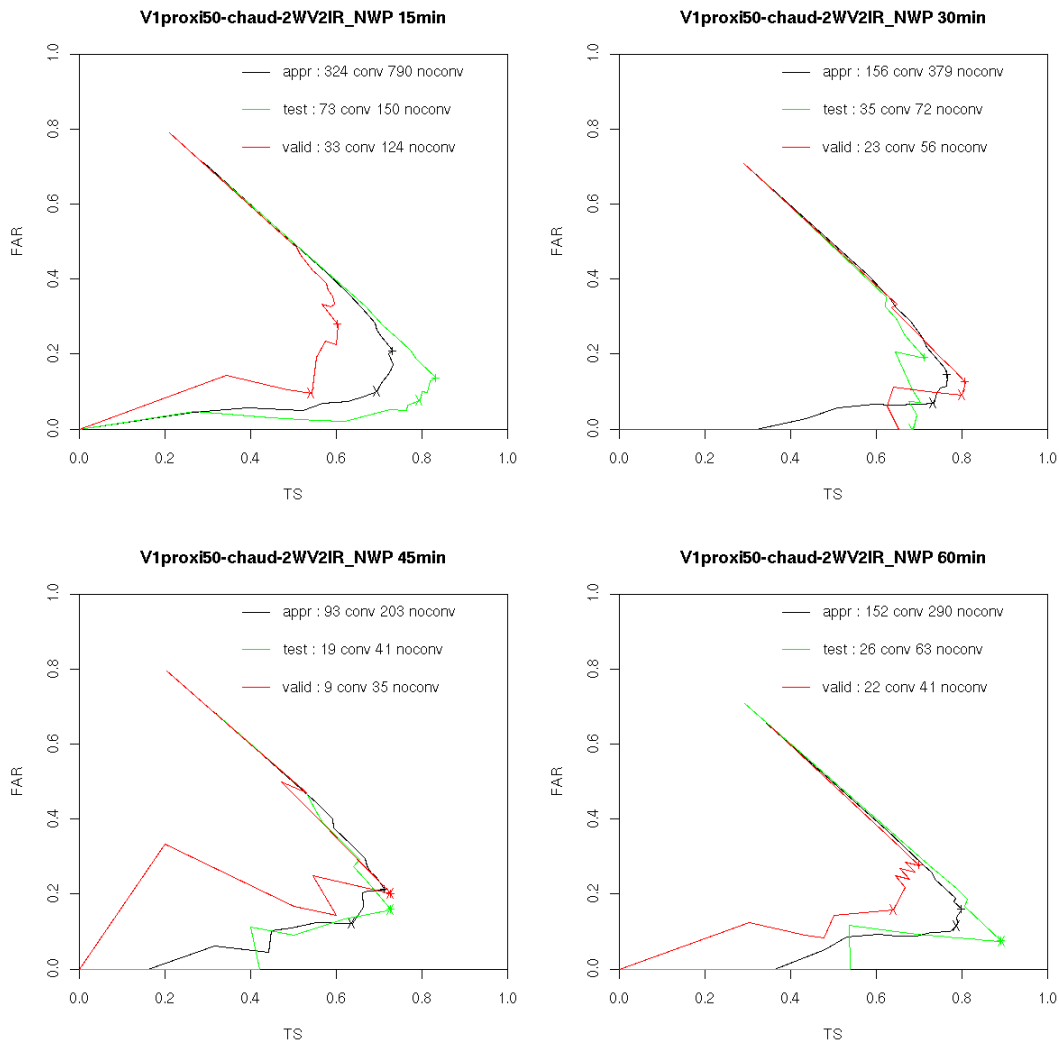 V1proxi50-chaud-2WV2IR_NWP 15min
appr : 324 conv 790 noconv
test : 73 conv 150 noconv
valid : 33 conv 124 noconv
FAR
0.0 0.2 0.4 0.6 0.8 1.0
0.0 0.2 0.4 0.6 0.8 1.0
TS
V1proxi50-chaud-2WV2IR_NWP 30min
appr : 156 conv 379 noconv
test : 35 conv 72 noconv
valid : 23 conv 56 noconv
FAR
0.0 0.2 0.4 0.6 0.8 1.0
0.0 0.2 0.4 0.6 0.8 1.0
TS
V1proxi50-chaud-2WV2IR_NWP 45min
appr : 93 conv 203 noconv
test : 19 conv 41 noconv
valid : 9 conv 35 noconv
FAR
0.0 0.2 0.4 0.6 0.8 1.0
0.0 0.2 0.4 0.6 0.8 1.0
TS
V1proxi50-chaud-2WV2IR_NWP 60min
appr : 152 conv 290 noconv
test : 26 conv 63 noconv
valid : 22 conv 41 noconv
FAR
0.0 0.2 0.4 0.6 0.8 1.0
0.0 0.2 0.4 0.6 0.8 1.0
TS